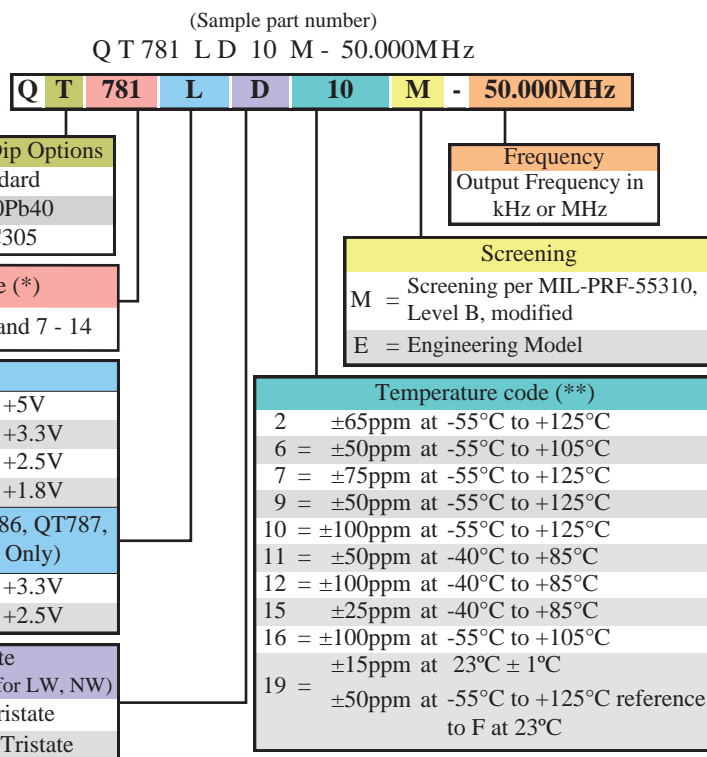 (Sample part number)
Q T 781 L D 10 M - 50.000MHz
Q T 781 L D 10 M - 50.000MHz
Dip Options
dard
0Pb40
C305
e (*)
and 7 - 14
+5V
+3.3V
+2.5V
+1.8V
86, QT787,
Only)
+3.3V
+2.5V
te
for LW, NW)
ristate
Tristate
Frequency
Output Frequency in
kHz or MHz
Screening
M = Screening per MIL-PRF-55310,
Level B, modified
E = Engineering Model
Temperature code (**)
2 ±65ppm at -55°C to +125°C
6 = ±50ppm at -55°C to +105°C
7 = ±75ppm at -55°C to +125°C
9 = ±50ppm at -55°C to +125°C
10 = ±100ppm at -55°C to +125°C
11 = ±50ppm at -40°C to +85°C
12 = ±100ppm at -40°C to +85°C
15 ±25ppm at -40°C to +85°C
16 = ±100ppm at -55°C to +105°C
19 = ±15ppm at 23ºC ± 1ºC
±50ppm at -55°C to +125°C reference
to F at 23ºC